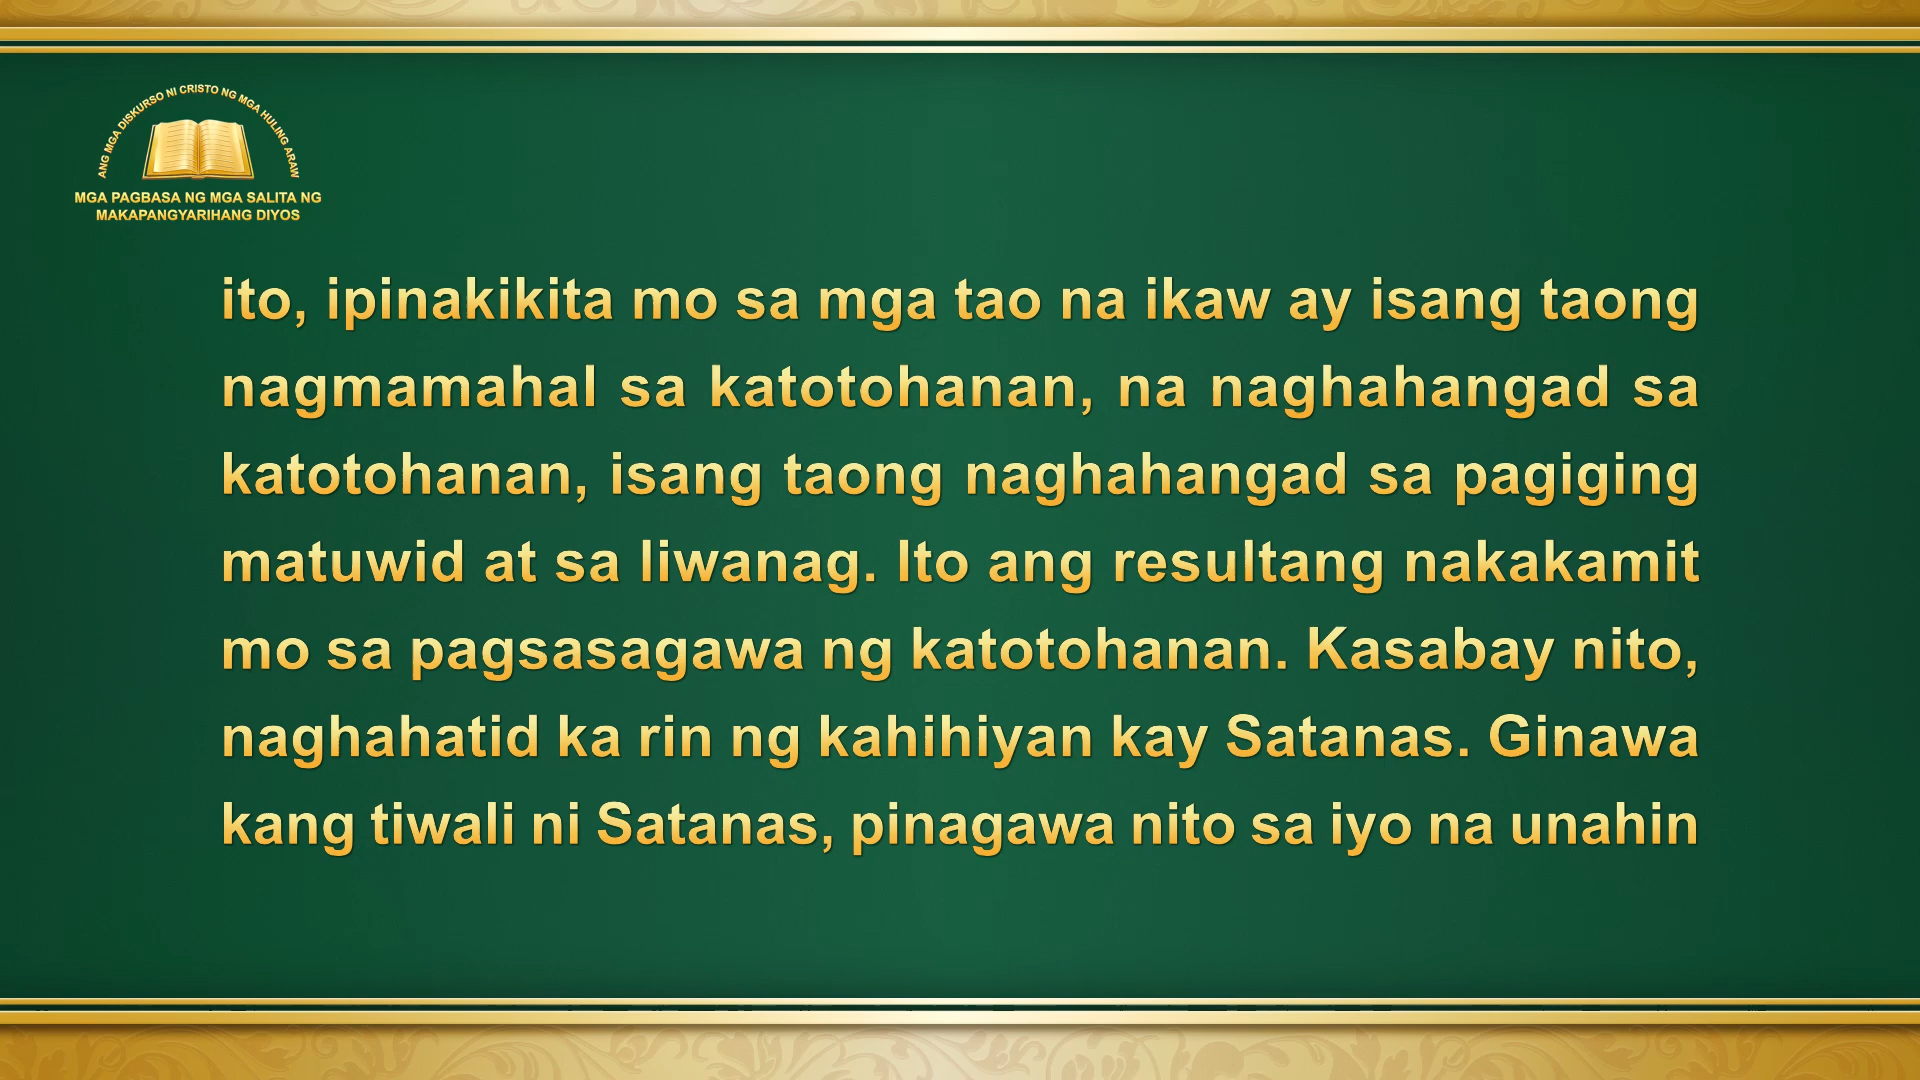 ANG MGA DISKURSO NI CRISTO NG MGA HULING ARAW
MGA PAGBASA NG MGA SALITA NG
MAKAPANGYARIHANG DIYOS
ito, ipinakikita mo sa mga tao na ikaw ay isang taong
nagmamahal sa katotohanan, na naghahangad sa
katotohanan, isang taong naghahangad sa pagiging
matuwid at sa liwanag. Ito ang resultang nakakamit
mo sa pagsasagawa ng katotohanan. Kasabay nito,
naghahatid ka rin ng kahihiyan kay Satanas. Ginawa
kang tiwali ni Satanas, pinagawa nito sa iyo na unahin